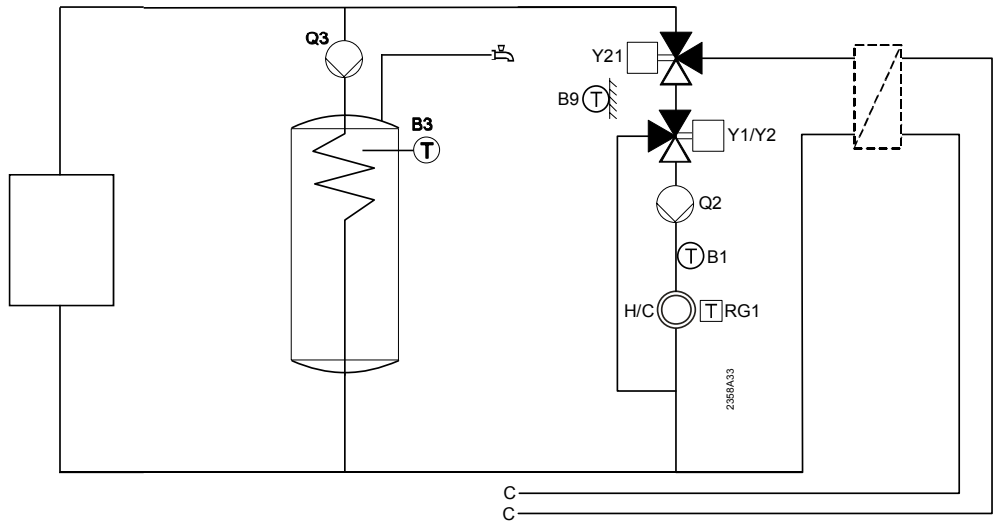 Q3
Y21
B9 T
B3
T
Y1/Y2
Q2
T B1
H/C T RG1
2358A33
C
C